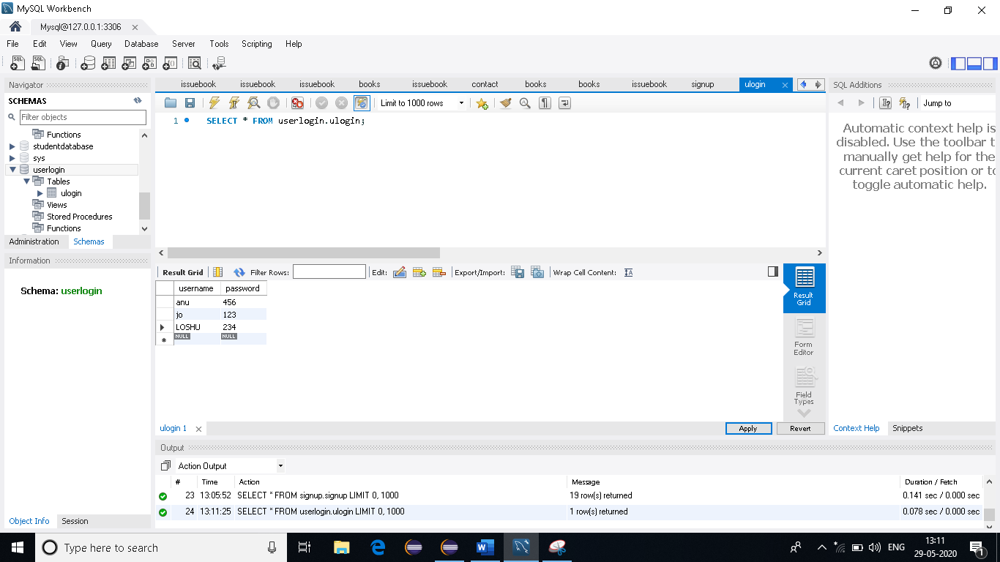 MySQL Workbench
Mysql@127.0.0.1:3306
File Edit View Query Database Server Tools Scripting Help
Navigator
SCHEMAS
Filter objects
Functions
studentdatabase
sys
userlogin
Tables
ulogin
Views
Stored Procedures
Functions
Administration Schemas
Information
Schema: userlogin
Object Info Session
issuebook issuebook issuebook books issuebook contact books books issuebook signup ulogin
Limit to 1000 rows
1 SELECT * FROM userlogin.ulogin;
Result Grid Filter Rows: Edit: Export/Import: Wrap Cell Content:
username password
anu 456
jo 123
LOSHU 234
NULL NULL
Result Grid
Form Editor
Field Types
ulogin 1
Apply Revert
SQL Additions
Jump to
Automatic context help is
disabled. Use the toolbar t
manually get help for the
current caret position or to
toggle automatic help.
Context Help Snippets
Output
Action Output
# Time Action Message Duration / Fetch
23 13:05:52 SELECT * FROM signup.signup LIMIT 0, 1000 19 row(s) returned 0.141 sec / 0.000 sec
24 13:11:25 SELECT * FROM userlogin.ulogin LIMIT 0, 1000 1 row(s) returned 0.078 sec / 0.000 sec
Type here to search
ENG
13:11
29-05-2020
1